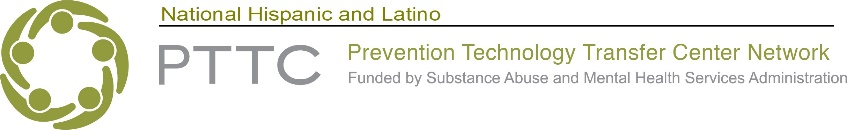 National Hispanic and Latino
PTTC
Prevention Technology Transfer Center Network
Funded by Substance Abuse and Mental Health Services Administration